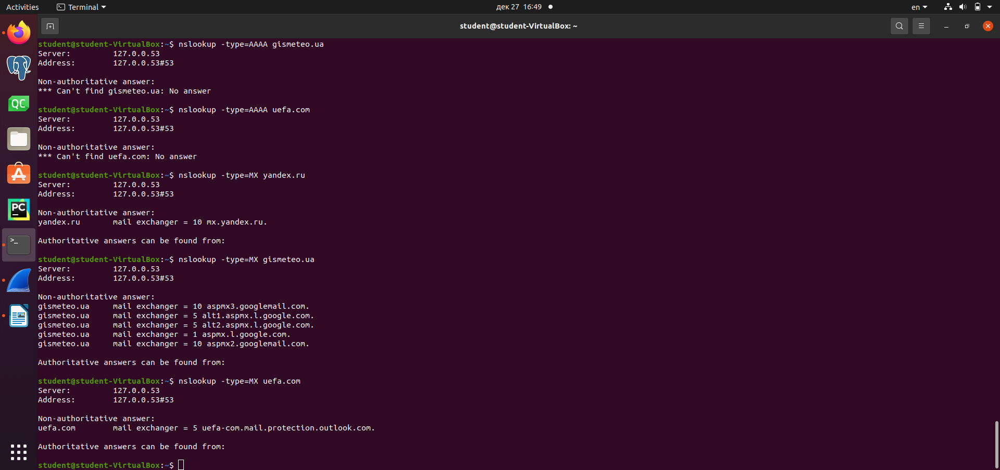 Activities
Terminal
дек 27 16:49
en
student@student-VirtualBox: ~
student@student-VirtualBox:~$ nslookup -type=AAAA gismeteo.ua
Server:		127.0.0.53
Address:	127.0.0.53#53
Non-authoritative answer:
*** Can't find gismeteo.ua: No answer
student@student-VirtualBox:~$ nslookup -type=AAAA uefa.com
Server:		127.0.0.53
Address:	127.0.0.53#53
Non-authoritative answer:
*** Can't find uefa.com: No answer
student@student-VirtualBox:~$ nslookup -type=MX yandex.ru
Server:		127.0.0.53
Address:	127.0.0.53#53
Non-authoritative answer:
yandex.ru	mail exchanger = 10 mx.yandex.ru.
Authoritative answers can be found from:
student@student-VirtualBox:~$ nslookup -type=MX gismeteo.ua
Server:		127.0.0.53
Address:	127.0.0.53#53
Non-authoritative answer:
gismeteo.ua	mail exchanger = 10 aspmx3.googlemail.com.
gismeteo.ua	mail exchanger = 5 alt1.aspmx.l.google.com.
gismeteo.ua	mail exchanger = 5 alt2.aspmx.l.google.com.
gismeteo.ua	mail exchanger = 1 aspmx.l.google.com.
gismeteo.ua	mail exchanger = 10 aspmx2.googlemail.com.
Authoritative answers can be found from:
student@student-VirtualBox:~$ nslookup -type=MX uefa.com
Server:		127.0.0.53
Address:	127.0.0.53#53
Non-authoritative answer:
uefa.com	mail exchanger = 5 uefa-com.mail.protection.outlook.com.
Authoritative answers can be found from:
student@student-VirtualBox:~$
QC
PC
>_